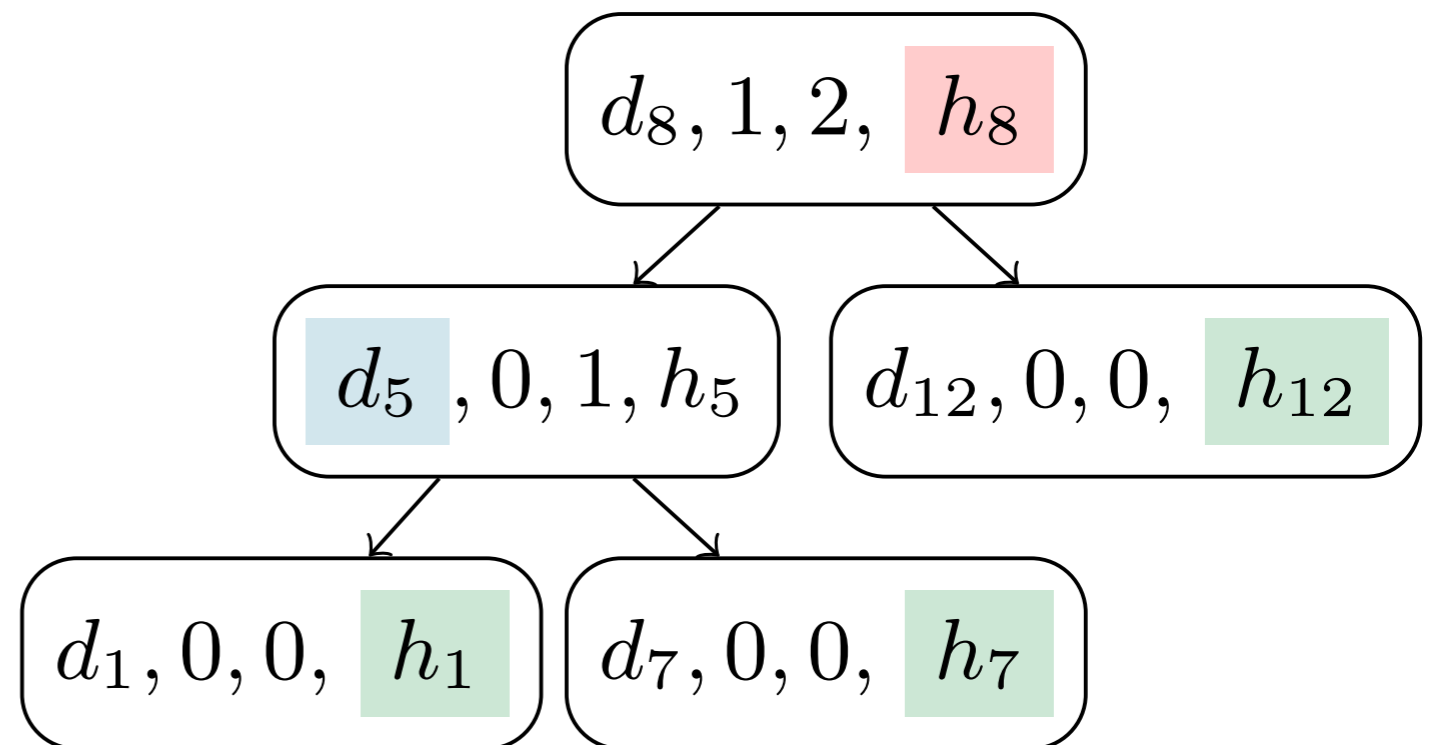 d₈, 1, 2, h₈
d₅, 0, 1, h₅
d₁₂, 0, 0, h₁₂
d₁, 0, 0, h₁
d₇, 0, 0, h₇